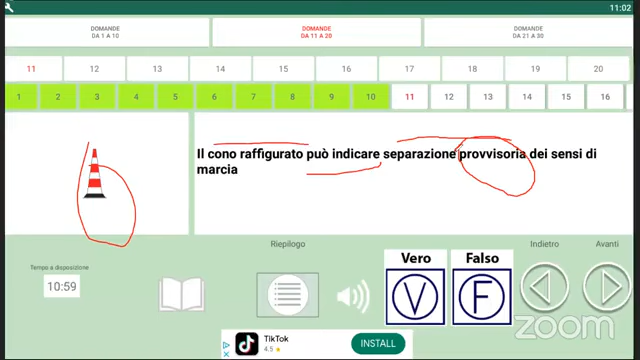 11:02
DOMANDE
DA 1 A 10
DOMANDE
DA 11 A 20
DOMANDE
DA 21 A 30
11 12 13 14 15 16 17 18 19 20
1 2 3 4 5 6 7 8 9 10 11 12 13 14 15 16
Il cono raffigurato può indicare separazione provvisoria dei sensi di
marcia
Riepilogo
Vero
Falso
Indietro
Avanti
Tempo a disposizione
10:59
V
F
TikTok
4.5
INSTALL
zoom